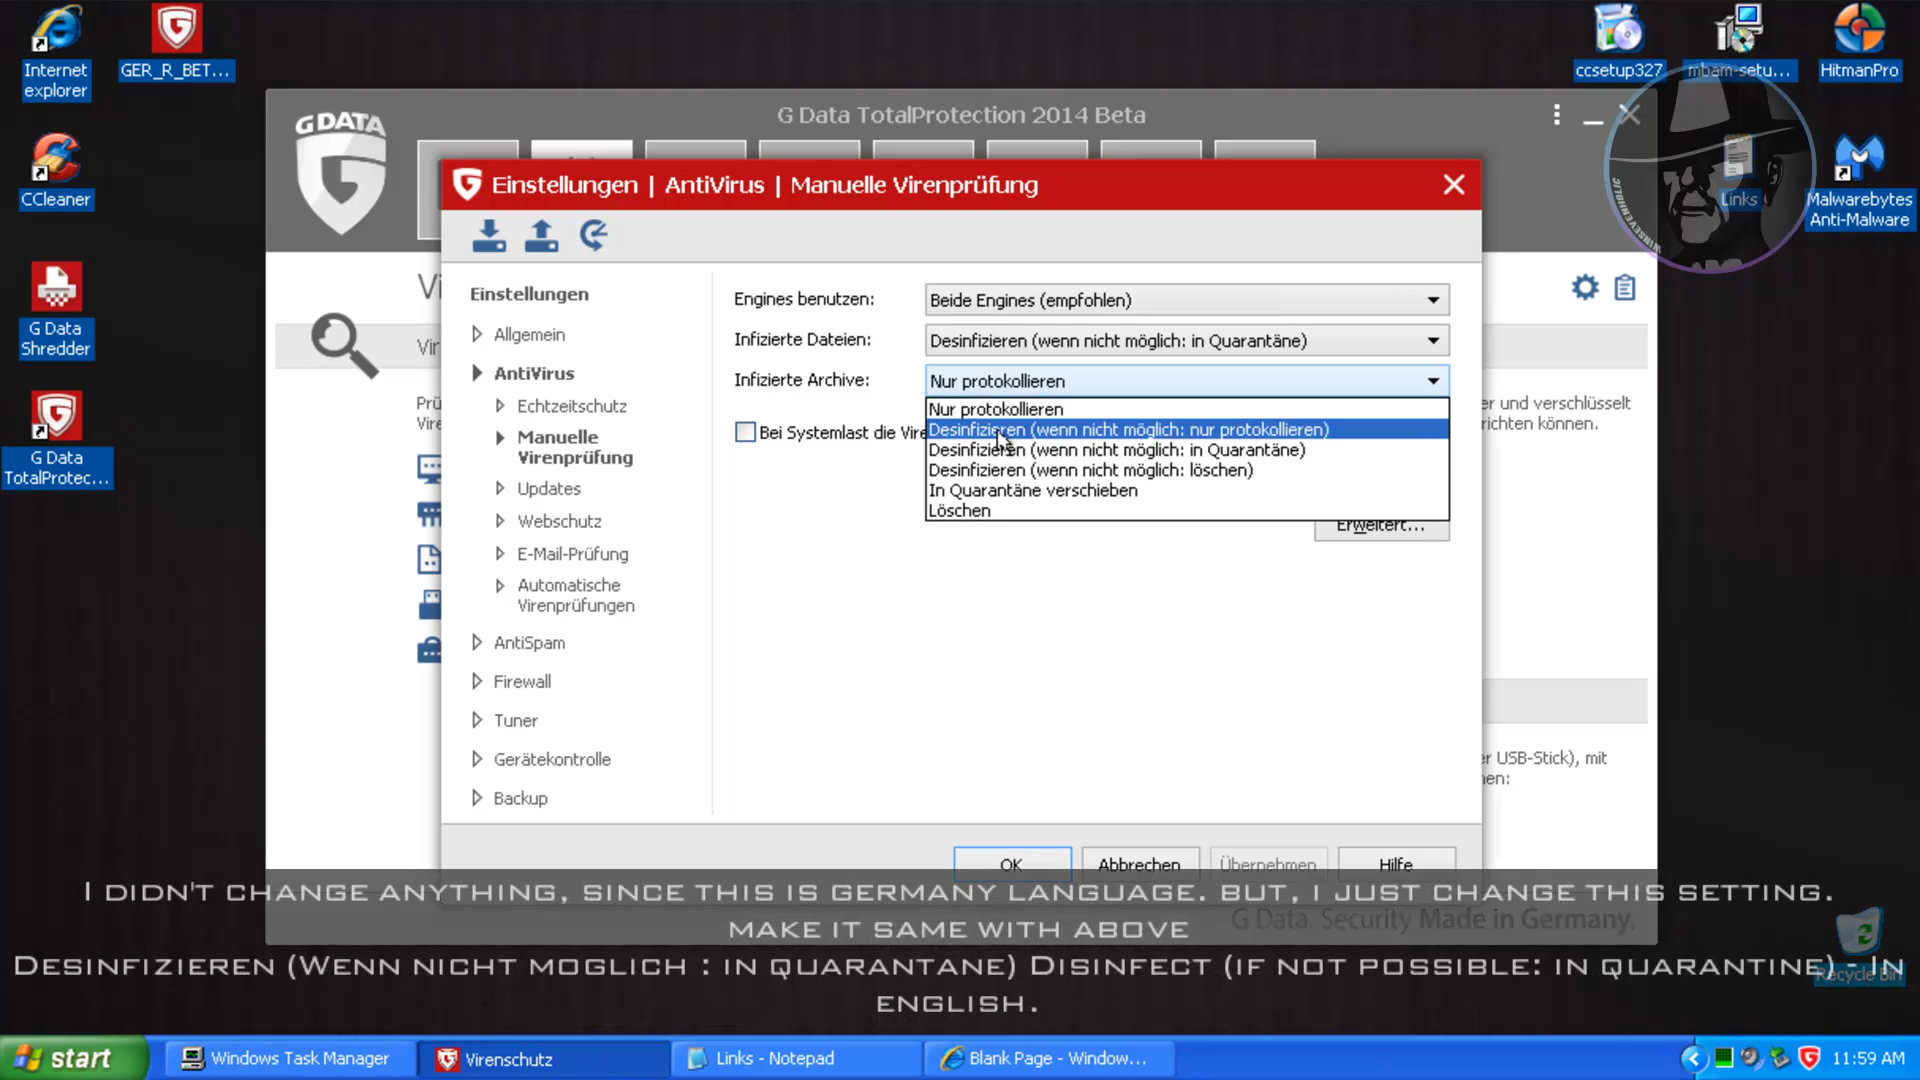 Internet
explorer
GER_R_BET...
CCleaner
G Data
Shredder
G Data
TotalProtec...
ccsetup327
mbam-setu...
HitmanPro
Links
Malwarebytes
Anti-Malware
WINSEVENHOLIC
G DATA
G Data TotalProtection 2014 Beta
Einstellungen | AntiVirus | Manuelle Virenprüfung
Einstellungen
Allgemein
AntiVirus
Echtzeitschutz
Manuelle
Virenprüfung
Updates
Webschutz
E-Mail-Prüfung
Automatische
Virenprüfungen
AntiSpam
Firewall
Tuner
Gerätekontrolle
Backup
Engines benutzen:
Beide Engines (empfohlen)
Infizierte Dateien:
Desinfizieren (wenn nicht möglich: in Quarantäne)
Infizierte Archive:
Nur protokollieren
Nur protokollieren
Desinfizieren (wenn nicht möglich: nur protokollieren)
Desinfizieren (wenn nicht möglich: in Quarantäne)
Desinfizieren (wenn nicht möglich: löschen)
In Quarantäne verschieben
Löschen
Bei Systemlast die Vire
Erweitert...
er und verschlüsselt
richten können.
er USB-Stick), mit
OK
Abbrechen
Übernehmen
Hilfe
I didn't change anything, since this is Germany language. But, i just change this setting.
Make it same with above
Desinfizieren (Wenn nicht moglich : in quarantane) Disinfect (if not possible: in quarantine) - In
english.
G Data. Security Made in Germany.
Recycle Bin
start
Windows Task Manager
Virenschutz
Links - Notepad
Blank Page - Window...
11:59 AM